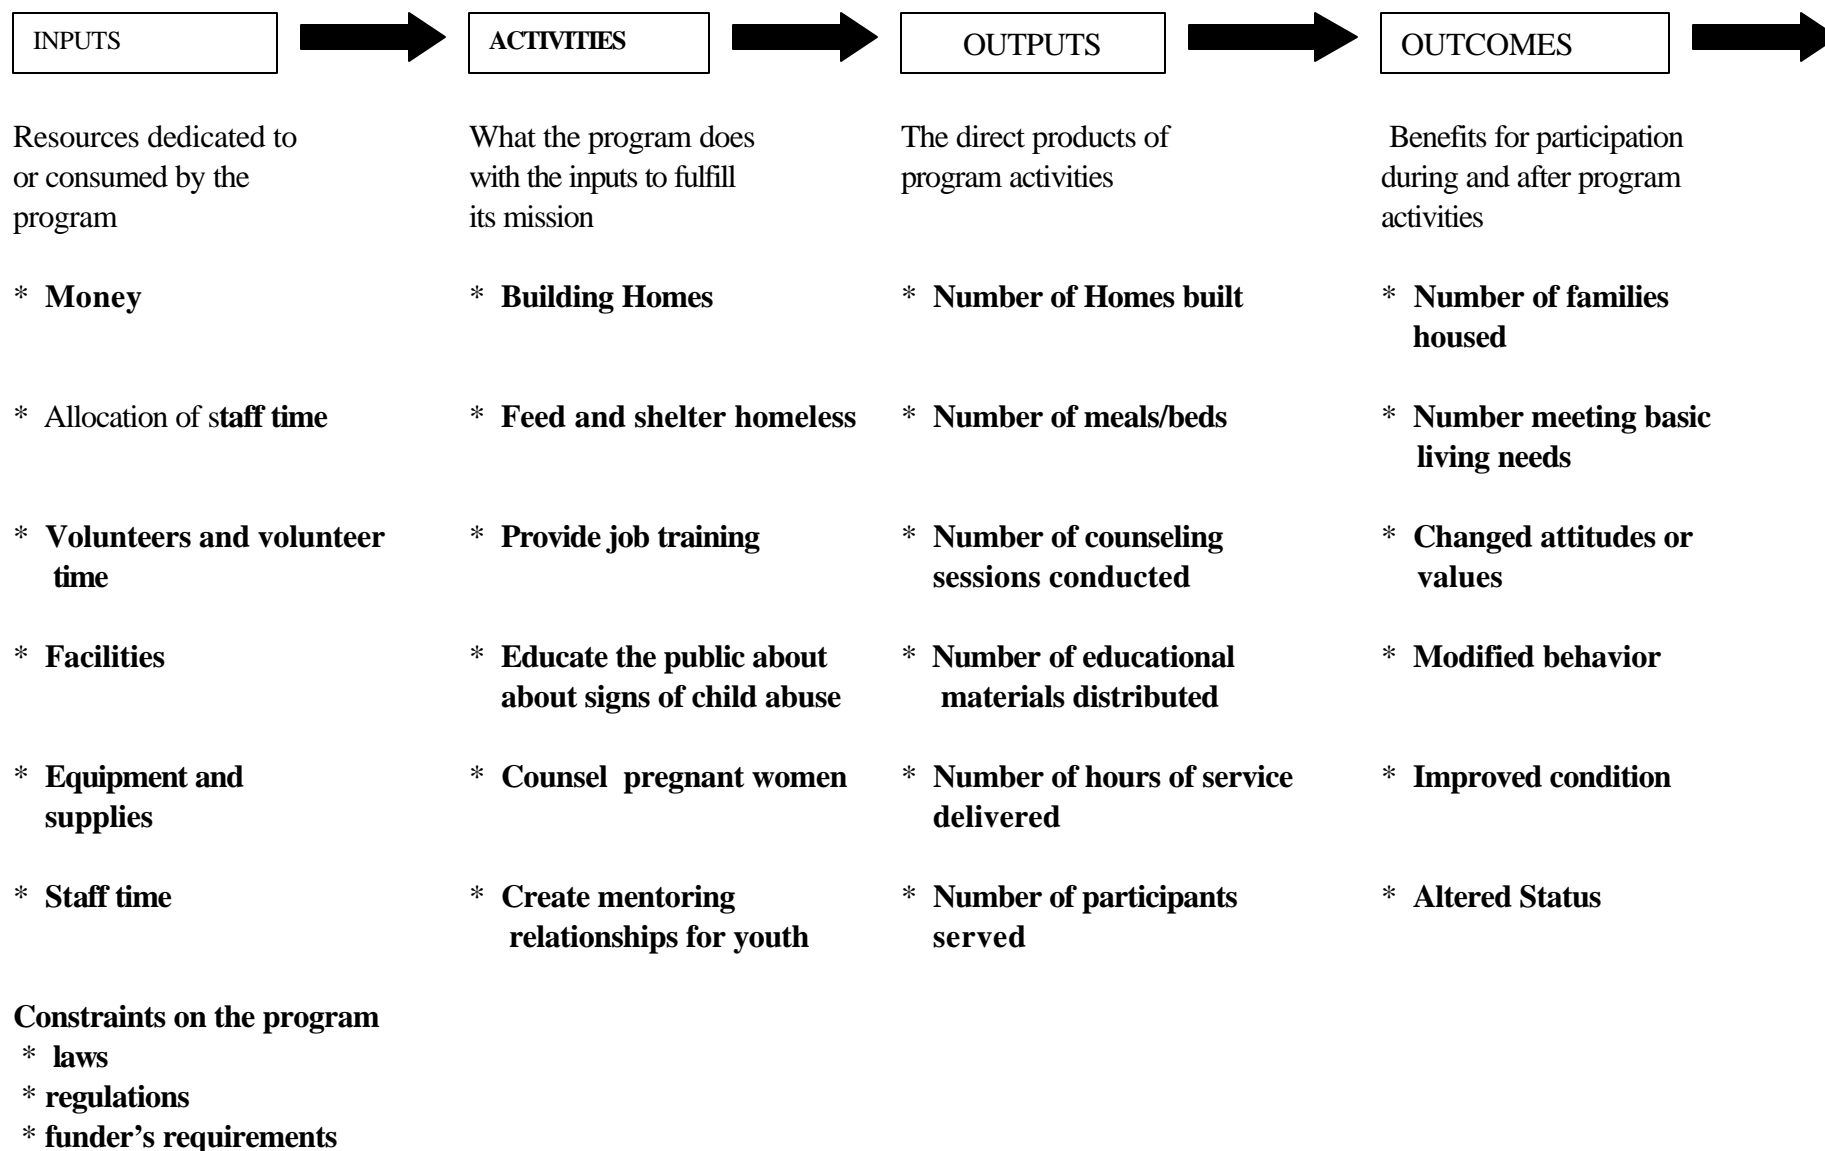 INPUTS
ACTIVITIES
OUTPUTS
OUTCOMES
Resources dedicated to
or consumed by the
program
What the program does
with the inputs to fulfill
its mission
The direct products of
program activities
Benefits for participation
during and after program
activities
* Money
* Building Homes
* Number of Homes built
* Number of families
housed
* Allocation of staff time
* Feed and shelter homeless
* Number of meals/beds
* Number meeting basic
living needs
* Volunteers and volunteer
time
* Provide job training
* Number of counseling
sessions conducted
* Changed attitudes or
values
* Facilities
* Educate the public about
about signs of child abuse
* Number of educational
materials distributed
* Modified behavior
* Equipment and
supplies
* Counsel pregnant women
* Number of hours of service
delivered
* Improved condition
* Staff time
* Create mentoring
relationships for youth
* Number of participants
served
* Altered Status
Constraints on the program
* laws
* regulations
* funder’s requirements